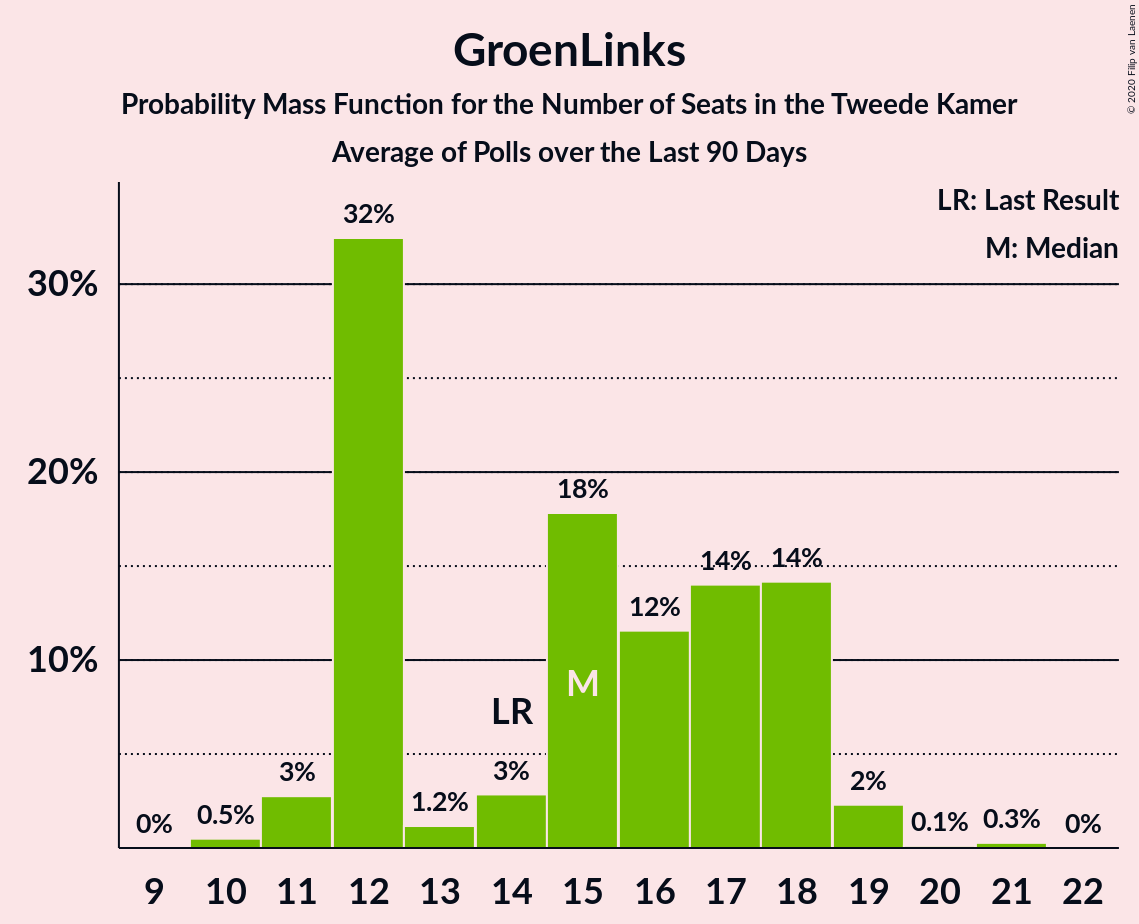 GroenLinks
Probability Mass Function for the Number of Seats in the Tweede Kamer
Average of Polls over the Last 90 Days
© 2020 Filip van Laenen
LR: Last Result
M: Median
30%
20%
10%
0%
0.5%
3%
32%
1.2%
3%
18%
12%
14%
14%
2%
0.1%
0.3%
0%
LR
M
9 10 11 12 13 14 15 16 17 18 19 20 21 22